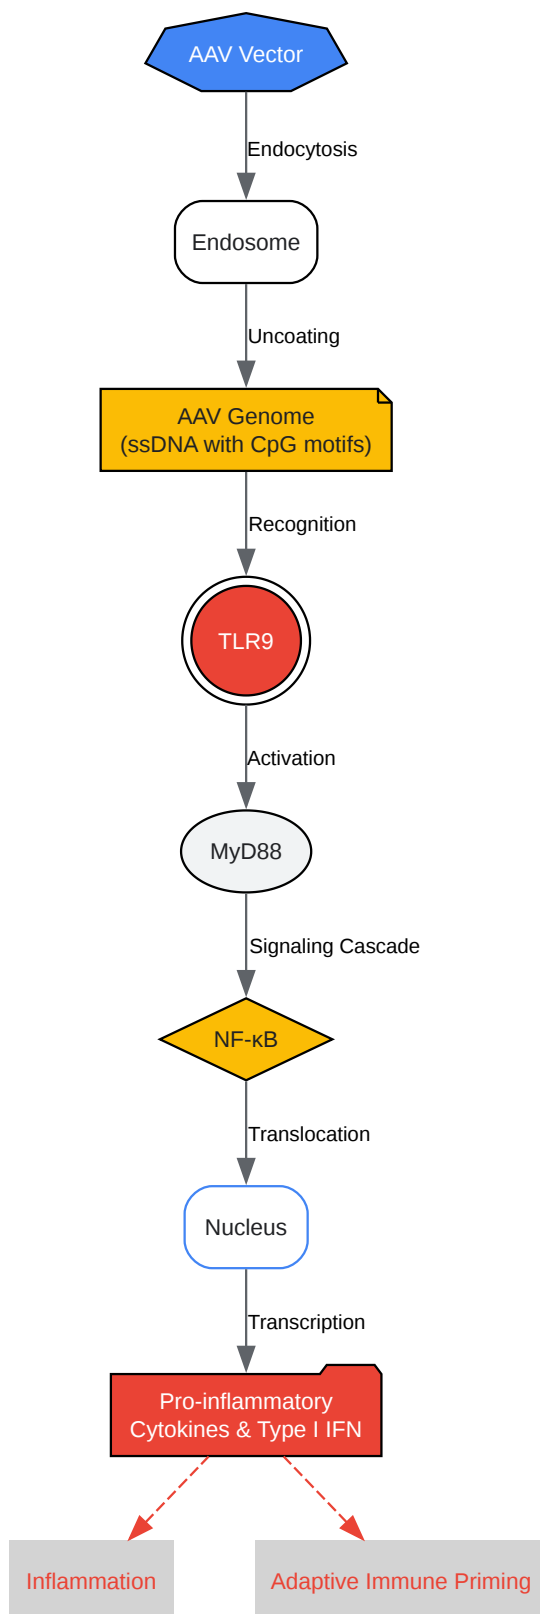 AAV Vector
Endocytosis
Endosome
Uncoating
AAV Genome
(ssDNA with CpG motifs)
Recognition
TLR9
Activation
MyD88
Signaling Cascade
NF-κB
Translocation
Nucleus
Transcription
Pro-inflammatory
Cytokines & Type I IFN
Inflammation
Adaptive Immune Priming